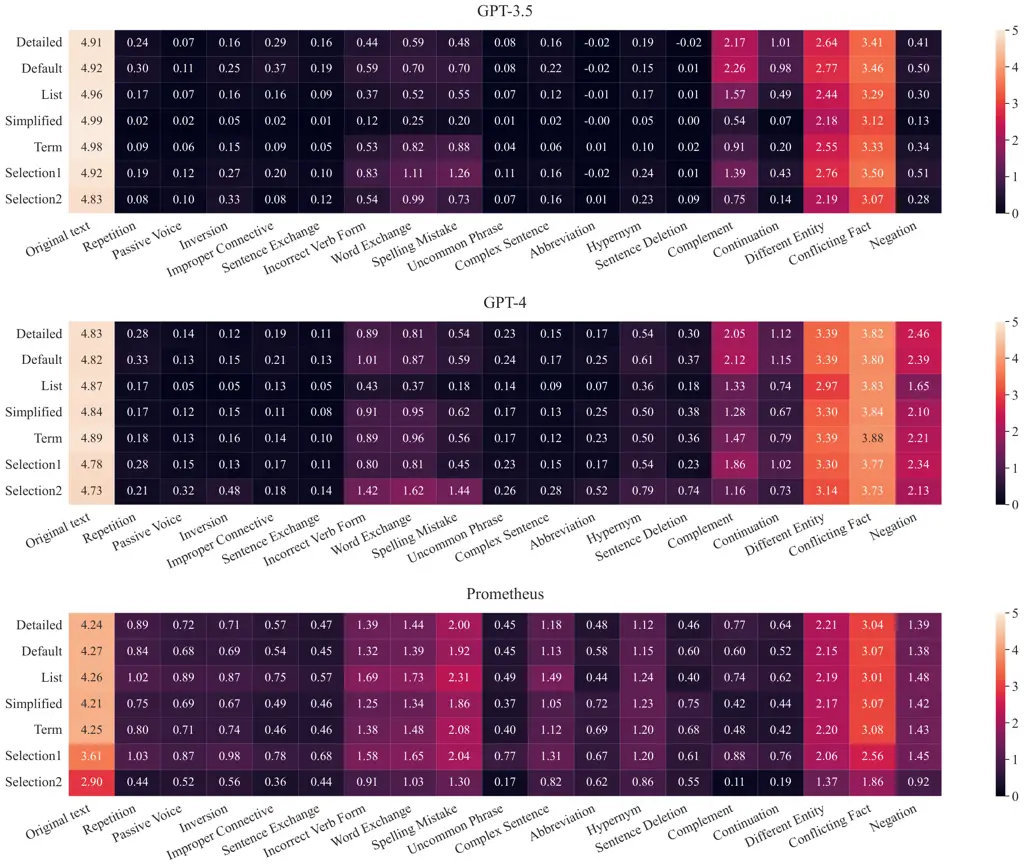 GPT-3.5
Detailed 4.91 0.24 0.07 0.16 0.29 0.16 0.44 0.59 0.48 0.08 0.16 -0.02 0.19 -0.02 2.17 1.01 2.64 3.41 0.41
Default 4.92 0.30 0.11 0.25 0.37 0.19 0.59 0.70 0.70 0.08 0.22 -0.02 0.15 0.01 2.26 0.98 2.77 3.46 0.50
List 4.96 0.17 0.07 0.16 0.16 0.09 0.37 0.52 0.55 0.07 0.12 -0.01 0.17 0.01 1.57 0.49 2.44 3.29 0.30
Simplified 4.99 0.02 0.02 0.05 0.02 0.01 0.12 0.25 0.20 0.01 0.02 -0.00 0.05 0.00 0.54 0.07 2.18 3.12 0.13
Term 4.98 0.09 0.06 0.15 0.09 0.05 0.53 0.82 0.88 0.04 0.06 0.01 0.10 0.02 0.91 0.20 2.55 3.33 0.34
Selection1 4.92 0.19 0.12 0.27 0.20 0.10 0.83 1.11 1.26 0.11 0.16 -0.02 0.24 0.01 1.39 0.43 2.76 3.50 0.51
Selection2 4.83 0.08 0.10 0.33 0.08 0.12 0.54 0.99 0.73 0.07 0.16 0.01 0.23 0.09 0.75 0.14 2.19 3.07 0.28
5
4
3
2
1
0
Original text Repetition Passive Voice Inversion Improper Connective Sentence Exchange Incorrect Verb Form Word Exchange Spelling Mistake Uncommon Phrase Complex Sentence Abbreviation Hypernym Sentence Deletion Complement Continuation Different Entity Conflicting Fact Negation
GPT-4
Detailed 4.83 0.28 0.14 0.12 0.19 0.11 0.89 0.81 0.54 0.23 0.15 0.17 0.54 0.30 2.05 1.12 3.39 3.82 2.46
Default 4.82 0.33 0.13 0.15 0.21 0.13 1.01 0.87 0.59 0.24 0.17 0.25 0.61 0.37 2.12 1.15 3.39 3.80 2.39
List 4.87 0.17 0.05 0.05 0.13 0.05 0.43 0.37 0.18 0.14 0.09 0.07 0.36 0.18 1.33 0.74 2.97 3.83 1.65
Simplified 4.84 0.17 0.12 0.15 0.11 0.08 0.91 0.95 0.62 0.17 0.13 0.25 0.50 0.38 1.28 0.67 3.30 3.84 2.10
Term 4.89 0.18 0.13 0.16 0.14 0.10 0.89 0.96 0.56 0.17 0.12 0.23 0.50 0.36 1.47 0.79 3.39 3.88 2.21
Selection1 4.78 0.28 0.15 0.13 0.17 0.11 0.80 0.81 0.45 0.23 0.15 0.17 0.54 0.23 1.86 1.02 3.30 3.77 2.34
Selection2 4.73 0.21 0.32 0.48 0.18 0.14 1.42 1.62 1.44 0.26 0.28 0.52 0.79 0.74 1.16 0.73 3.14 3.73 2.13
5
4
3
2
1
0
Original text Repetition Passive Voice Inversion Improper Connective Sentence Exchange Incorrect Verb Form Word Exchange Spelling Mistake Uncommon Phrase Complex Sentence Abbreviation Hypernym Sentence Deletion Complement Continuation Different Entity Conflicting Fact Negation
Prometheus
Detailed 4.24 0.89 0.72 0.71 0.57 0.47 1.39 1.44 2.00 0.45 1.18 0.48 1.12 0.46 0.77 0.64 2.21 3.04 1.39
Default 4.27 0.84 0.68 0.69 0.54 0.45 1.32 1.39 1.92 0.45 1.13 0.58 1.15 0.60 0.60 0.52 2.15 3.07 1.38
List 4.26 1.02 0.89 0.87 0.75 0.57 1.69 1.73 2.31 0.49 1.49 0.44 1.24 0.40 0.74 0.62 2.19 3.01 1.48
Simplified 4.21 0.75 0.69 0.67 0.49 0.46 1.25 1.34 1.86 0.37 1.05 0.72 1.23 0.75 0.42 0.44 2.17 3.07 1.42
Term 4.25 0.80 0.71 0.74 0.46 0.46 1.38 1.48 2.08 0.40 1.12 0.69 1.20 0.68 0.48 0.42 2.20 3.08 1.43
Selection1 3.61 1.03 0.87 0.98 0.78 0.68 1.58 1.65 2.04 0.77 1.31 0.67 1.20 0.61 0.88 0.76 2.06 2.56 1.45
Selection2 2.90 0.44 0.52 0.56 0.36 0.44 0.91 1.03 1.30 0.17 0.82 0.62 0.86 0.55 0.11 0.19 1.37 1.86 0.92
5
4
3
2
1
0
Original text Repetition Passive Voice Inversion Improper Connective Sentence Exchange Incorrect Verb Form Word Exchange Spelling Mistake Uncommon Phrase Complex Sentence Abbreviation Hypernym Sentence Deletion Complement Continuation Different Entity Conflicting Fact Negation